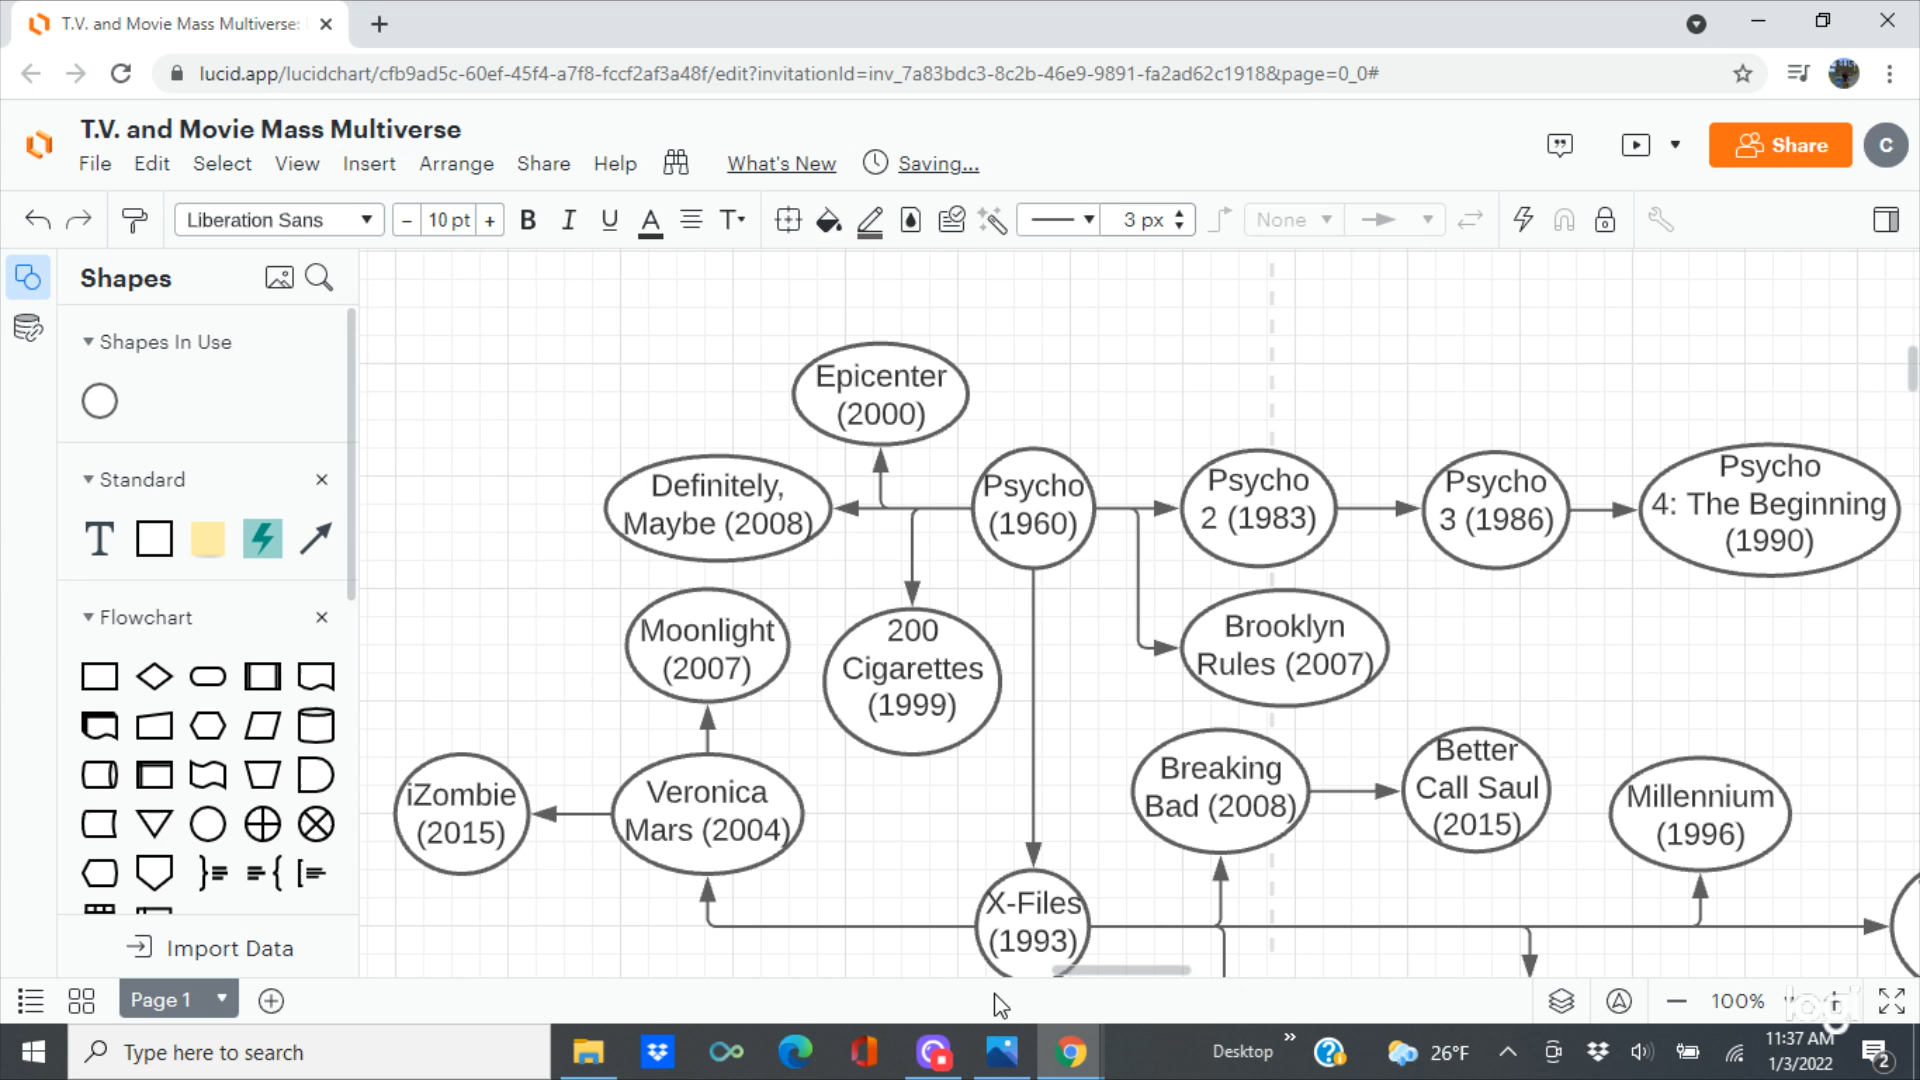 T.V. and Movie Mass Multiverse:
lucid.app/lucidchart/cfb9ad5c-60ef-45f4-a7f8-fccf2af3a48f/edit?invitationId=inv_7a83bdc3-8c2b-46e9-9891-fa2ad62c1918&page=0_0#
T.V. and Movie Mass Multiverse
File Edit Select View Insert Arrange Share Help What's New Saving...
Share
C
Liberation Sans
- 10 pt +
B I U A T
3 px
None
Shapes
Shapes In Use
Standard
T
Flowchart
Import Data
Epicenter
(2000)
Definitely,
Maybe (2008)
Psycho
(1960)
Psycho
2 (1983)
Psycho
3 (1986)
Psycho
4: The Beginning
(1990)
Moonlight
(2007)
200
Cigarettes
(1999)
Brooklyn
Rules (2007)
iZombie
(2015)
Veronica
Mars (2004)
Breaking
Bad (2008)
Better
Call Saul
(2015)
Millennium
(1996)
X-Files
(1993)
Page 1
100%
logi
Type here to search
Desktop
26°F
11:37 AM
1/3/2022
2